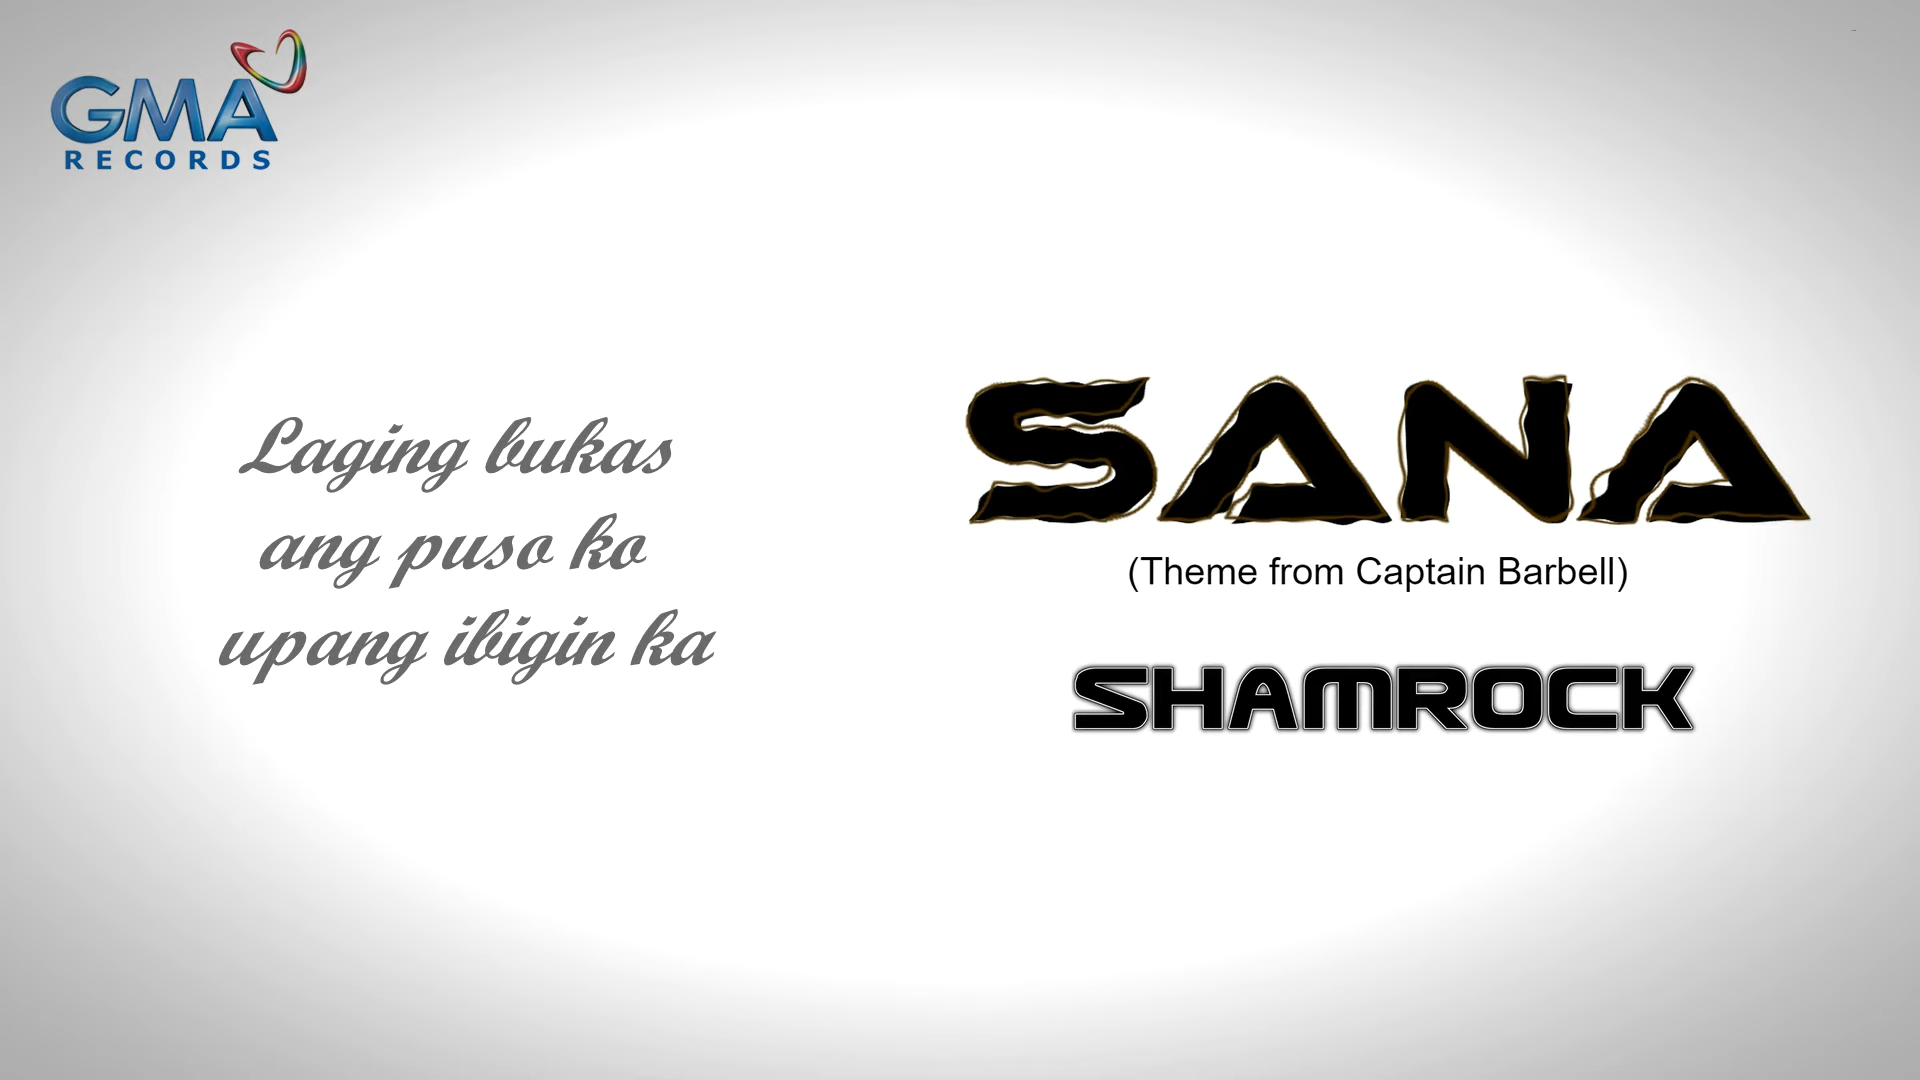 GMA
RECORDS
Laging bukas
ang puso ko
upang ibigin ka
SANA
(Theme from Captain Barbell)
SHAMROCK